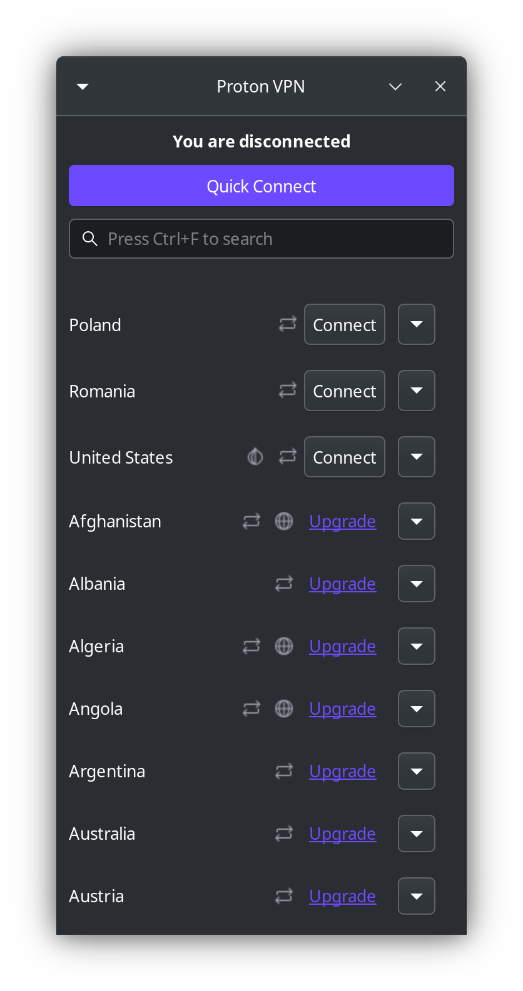 Proton VPN
You are disconnected
Quick Connect
Press Ctrl+F to search
Poland Connect
Romania Connect
United States Connect
Afghanistan Upgrade
Albania Upgrade
Algeria Upgrade
Angola Upgrade
Argentina Upgrade
Australia Upgrade
Austria Upgrade